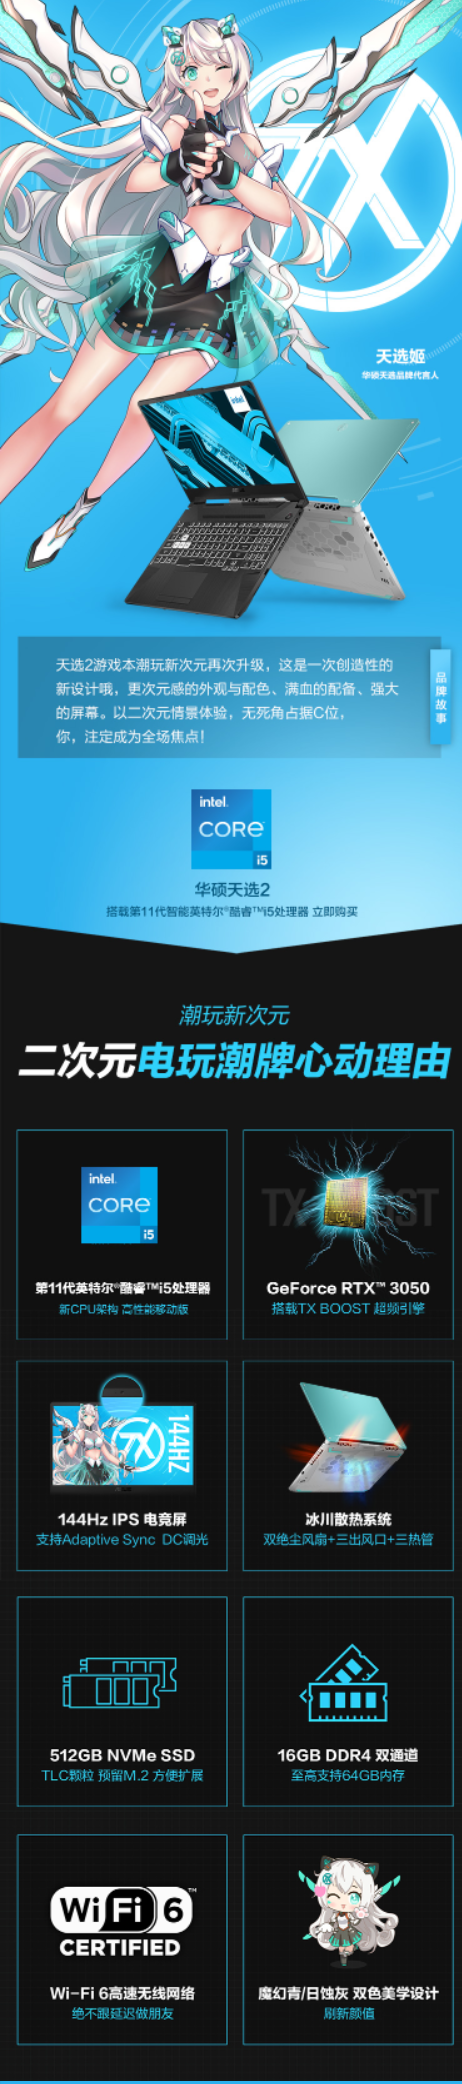 TX
天选姬
华硕天选品牌代言人
intel
天选2游戏本潮玩新次元再次升级，这是一次创造性的
新设计哦，更次元感的外观与配色、满血的配备、强大
的屏幕。以二次元情景体验，无死角占据C位，
你，注定成为全场焦点！
品牌故事
intel.
CORE™
i5
华硕天选2
搭载第11代智能英特尔®酷睿™i5处理器 立即购买
潮玩新次元
二次元电玩潮牌心动理由
intel.
CORE™
i5
第11代英特尔®酷睿™i5处理器
新CPU架构 高性能移动版
TX BOOST
GeForce RTX™ 3050
搭载TX BOOST 超频引擎
TX
144HZ
144Hz IPS 电竞屏
支持Adaptive Sync DC调光
冰川散热系统
双绝尘风扇+三出风口+三热管
512GB NVMe SSD
TLC颗粒 预留M.2 方便扩展
16GB DDR4 双通道
至高支持64GB内存
Wi Fi 6™
CERTIFIED
Wi-Fi 6高速无线网络
绝不跟延迟做朋友
魔幻青/日蚀灰 双色美学设计
刷新颜值